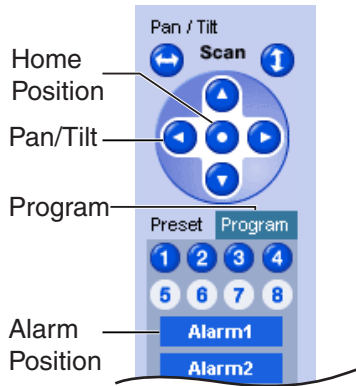 Pan / Tilt
Scan
Home
Position
Pan/Tilt
Program
Preset Program
1 2 3 4
5 6 7 8
Alarm
Position
Alarm1
Alarm2